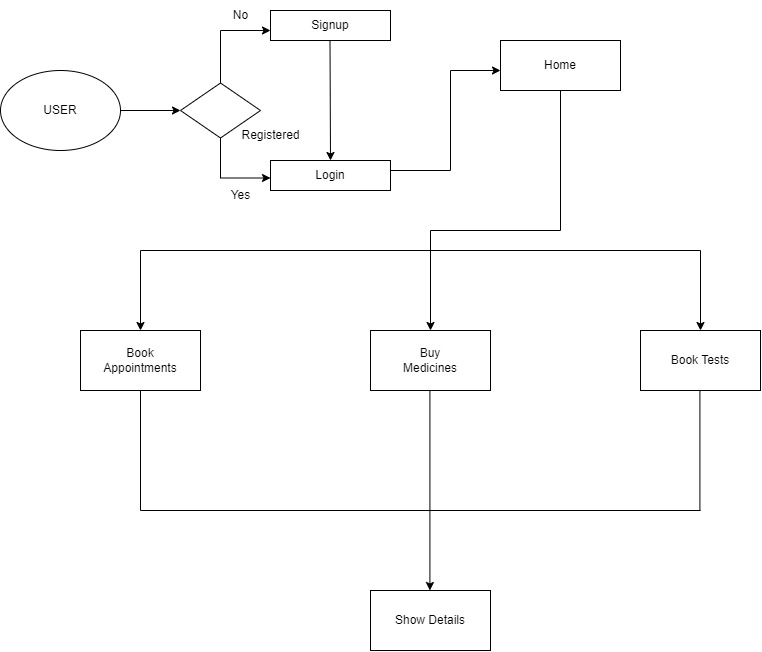 No
Signup
Home
USER
Registered
Login
Yes
Book
Appointments
Buy
Medicines
Book Tests
Show Details